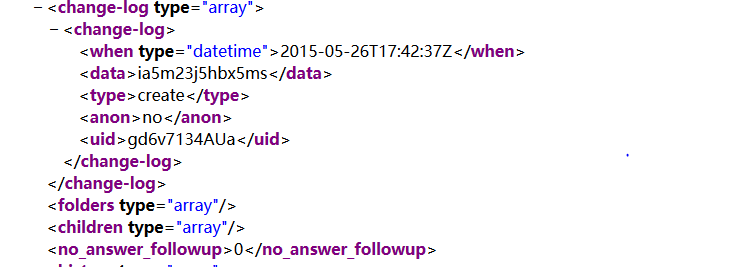 − <change-log type="array">
− <change-log>
<when type="datetime">2015-05-26T17:42:37Z</when>
<data>ia5m23j5hbx5ms</data>
<type>create</type>
<anon>no</anon>
<uid>gd6v7134AUa</uid>
</change-log>
</change-log>
<folders type="array"/>
<children type="array"/>
<no_answer_followup>0</no_answer_followup>